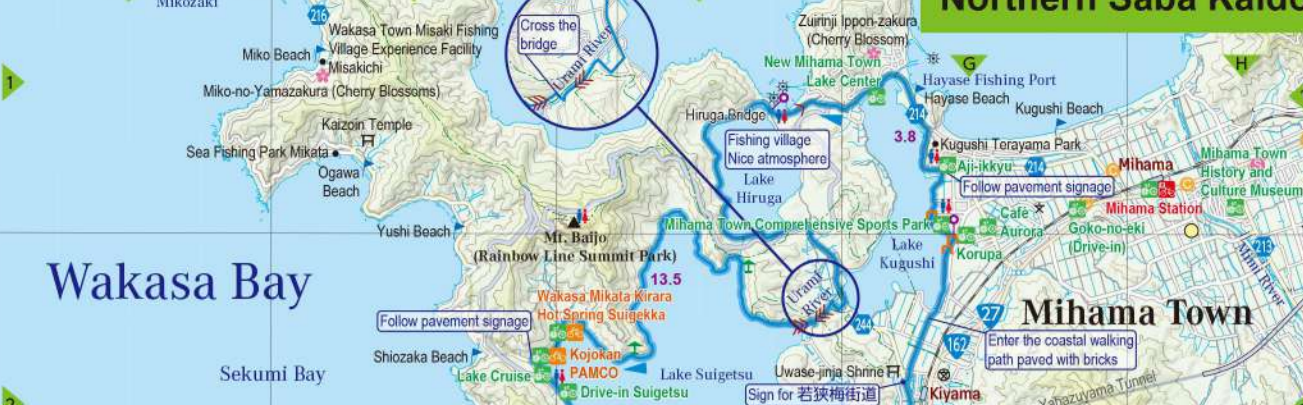 Mikozaki
Northern Saba Kaido
216
Wakasa Town Misaki Fishing
Village Experience Facility
Misakichi
Miko Beach
Miko-no-Yamazakura (Cherry Blossoms)
Kaizoin Temple
Sea Fishing Park Mikata
Ogawa
Beach
Yushi Beach
Cross the
bridge
Urami River
Zuirinji Ippon-zakura
(Cherry Blossom)
New Mihama Town
Lake Center
G
H
1
Hayase Fishing Port
Hayase Beach
Kugushi Beach
Hiruga Bridge
214
3.8
Fishing village
Nice atmosphere
Lake
Hiruga
Kugushi Terayama Park
Aji-ikkyu
214
Follow pavement signage
Mihama
Mihama Station
Mihama Town
History and
Culture Museum
Mihama Town Comprehensive Sports Park
Café
Aurora
Goko-no-eki
(Drive-in)
Korupa
Lake
Kugushi
213
Mimi River
Mt. Baijo
(Rainbow Line Summit Park)
13.5
Urami
River
Wakasa Bay
Wakasa Mikata Kirara
Hot Spring Suigekka
Follow pavement signage
Shiozaka Beach
Kojokan
PAMCO
Lake Cruise
Drive-in Suigetsu
Sekumi Bay
Lake Suigetsu
244
27
Mihama Town
162
Enter the coastal walking
path paved with bricks
Uwase-jinja Shrine
Sign for 若狭梅街道
Kiyama
Yabazuyama Tunnel
2